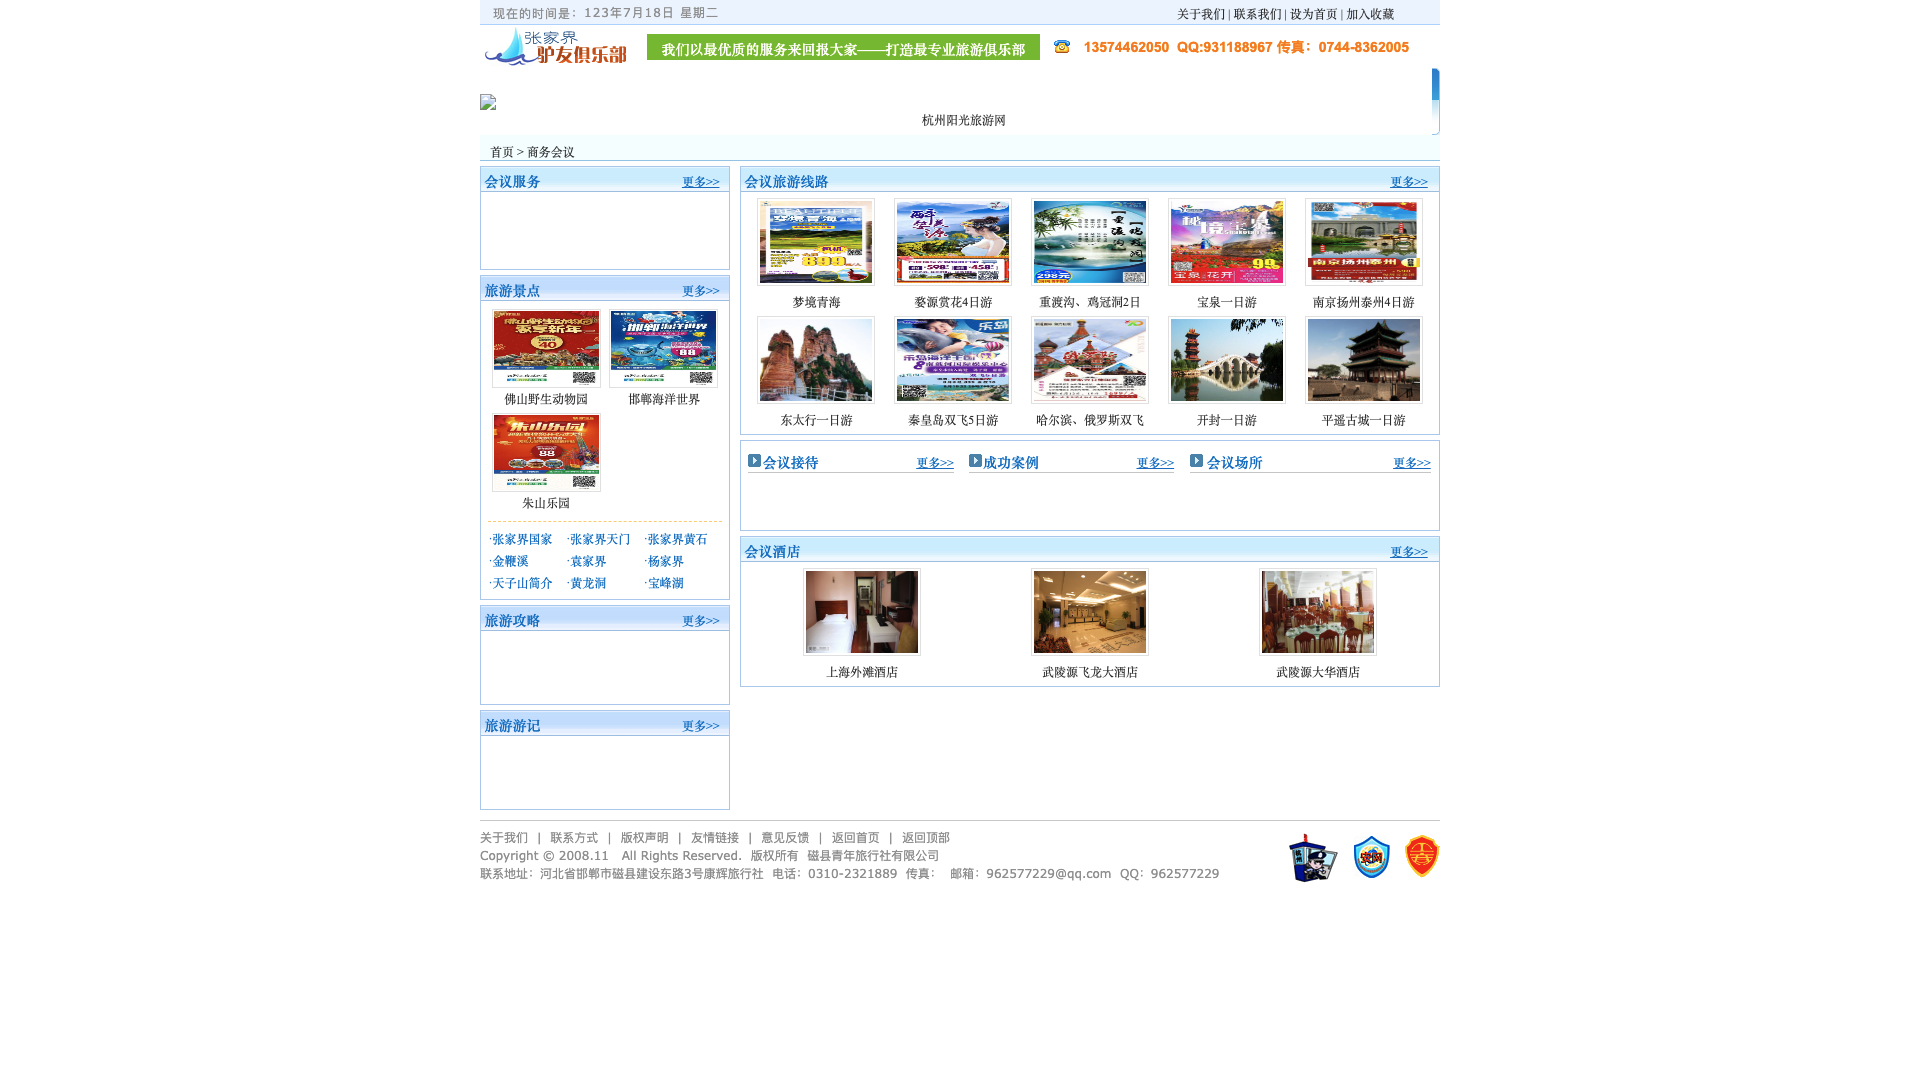 现在的时间是：123年7月18日 星期二
关于我们 | 联系我们 | 设为首页 | 加入收藏
张家界
驴友俱乐部
我们以最优质的服务来回报大家——打造最专业旅游俱乐部
13574462050 QQ:931188967 传真：0744-8362005
杭州阳光旅游网
首页 > 商务会议
会议服务 更多>>
旅游景点 更多>>
佛山野生动物园 邯郸海洋世界
朱山乐园
·张家界国家 ·张家界天门 ·张家界黄石
·金鞭溪 ·袁家界 ·杨家界
·天子山简介 ·黄龙洞 ·宝峰湖
旅游攻略 更多>>
旅游游记 更多>>
会议旅游线路 更多>>
梦境青海 婺源赏花4日游 重渡沟、鸡冠洞2日 宝泉一日游 南京扬州泰州4日游
东太行一日游 秦皇岛双飞5日游 哈尔滨、俄罗斯双飞 开封一日游 平遥古城一日游
会议接待 更多>> 成功案例 更多>> 会议场所 更多>>
会议酒店 更多>>
上海外滩酒店 武陵源飞龙大酒店 武陵源大华酒店
关于我们 | 联系方式 | 版权声明 | 友情链接 | 意见反馈 | 返回首页 | 返回顶部
Copyright © 2008.11 All Rights Reserved. 版权所有 磁县青年旅行社有限公司
联系地址：河北省邯郸市磁县建设东路3号康辉旅行社 电话：0310-2321889 传真： 邮箱：962577229@qq.com QQ：962577229